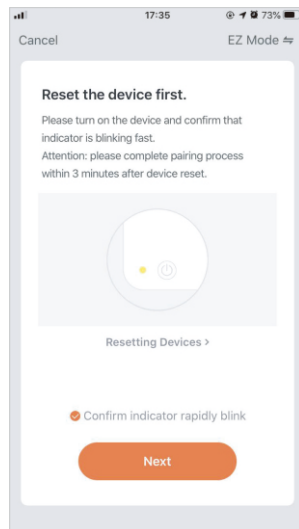 17:35
73%
Cancel
EZ Mode ⇋
Reset the device first.
Please turn on the device and confirm that
indicator is blinking fast.
Attention: please complete pairing process
within 3 minutes after device reset.
Resetting Devices >
Confirm indicator rapidly blink
Next